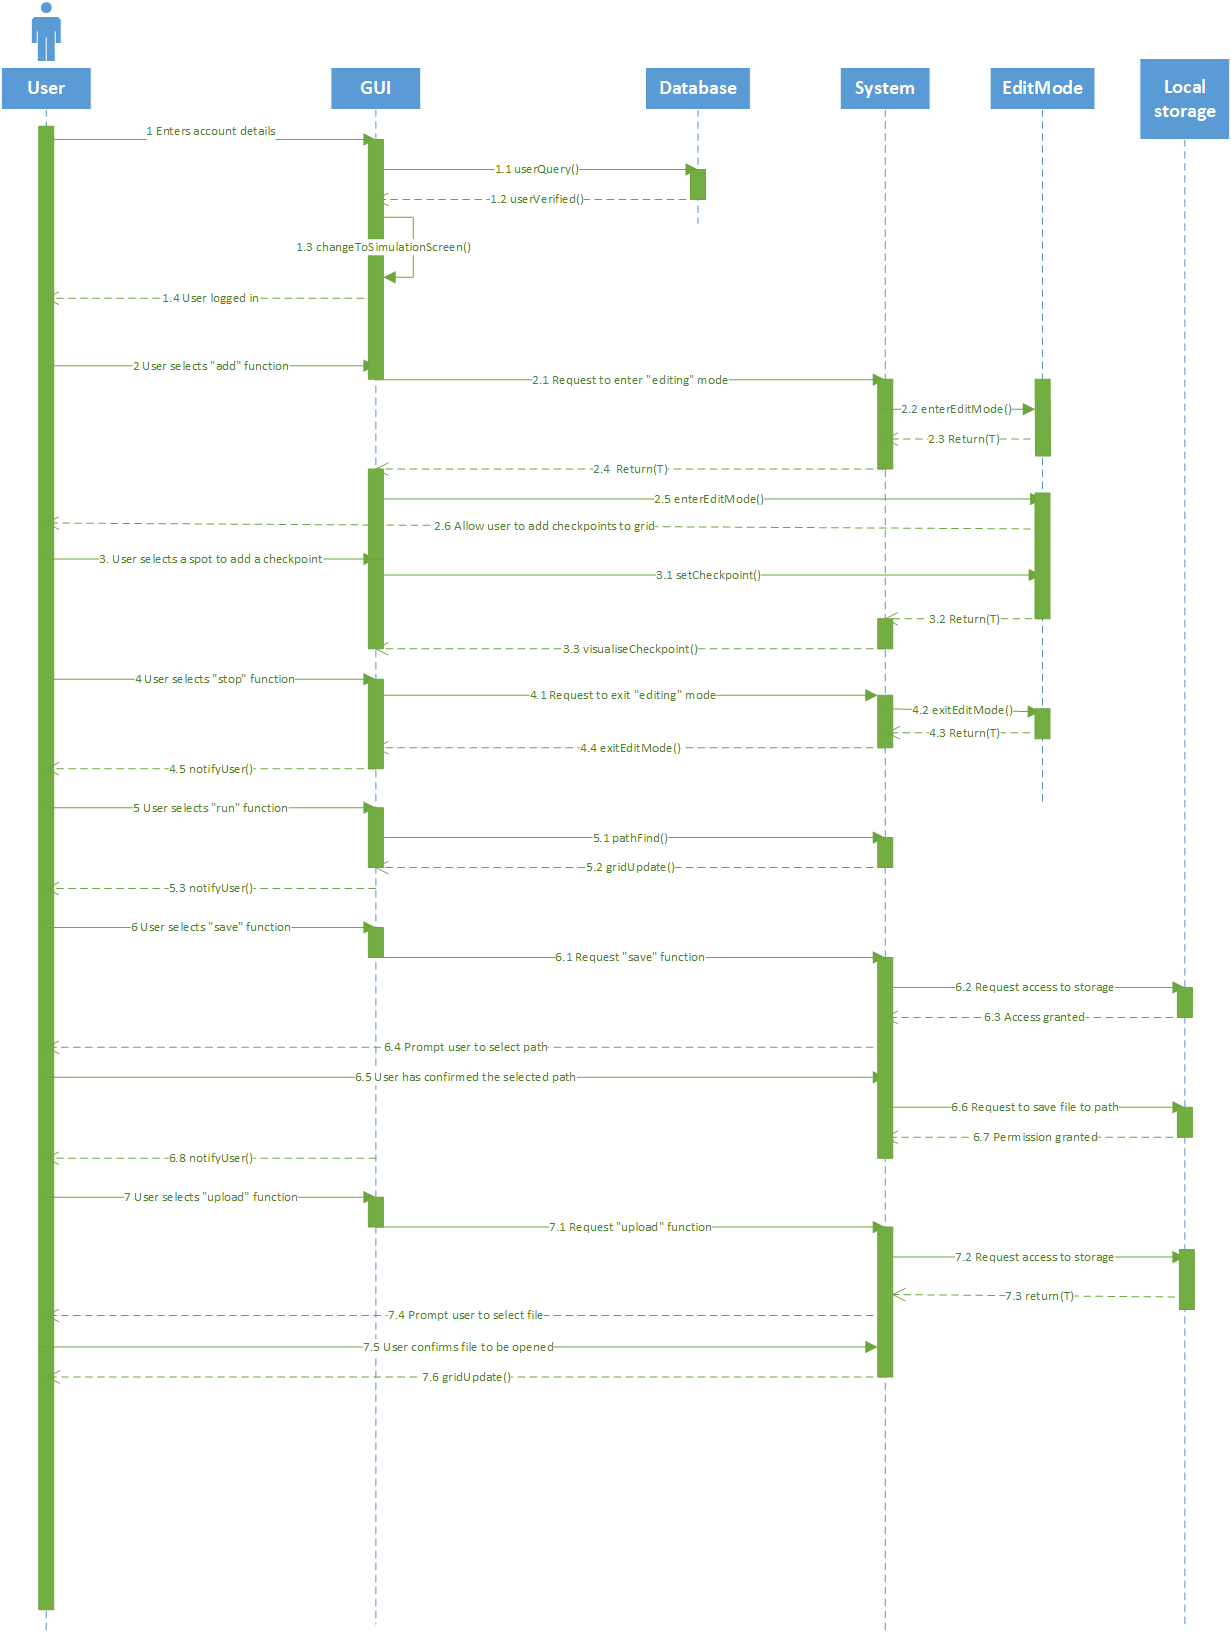 User
GUI
Database
System
EditMode
Local
storage
1 Enters account details
1.1 userQuery()
1.2 userVerified()
1.3 changeToSimulationScreen()
1.4 User logged in
2 User selects "add" function
2.1 Request to enter "editing" mode
2.2 enterEditMode()
2.3 Return(T)
2.4 Return(T)
2.5 enterEditMode()
2.6 Allow user to add checkpoints to grid
3. User selects a spot to add a checkpoint
3.1 setCheckpoint()
3.2 Return(T)
3.3 visualiseCheckpoint()
4 User selects "stop" function
4.1 Request to exit "editing" mode
4.2 exitEditMode()
4.3 Return(T)
4.4 exitEditMode()
4.5 notifyUser()
5 User selects "run" function
5.1 pathFind()
5.2 gridUpdate()
5.3 notifyUser()
6 User selects "save" function
6.1 Request "save" function
6.2 Request access to storage
6.3 Access granted
6.4 Prompt user to select path
6.5 User has confirmed the selected path
6.6 Request to save file to path
6.7 Permission granted
6.8 notifyUser()
7 User selects "upload" function
7.1 Request "upload" function
7.2 Request access to storage
7.3 return(T)
7.4 Prompt user to select file
7.5 User confirms file to be opened
7.6 gridUpdate()